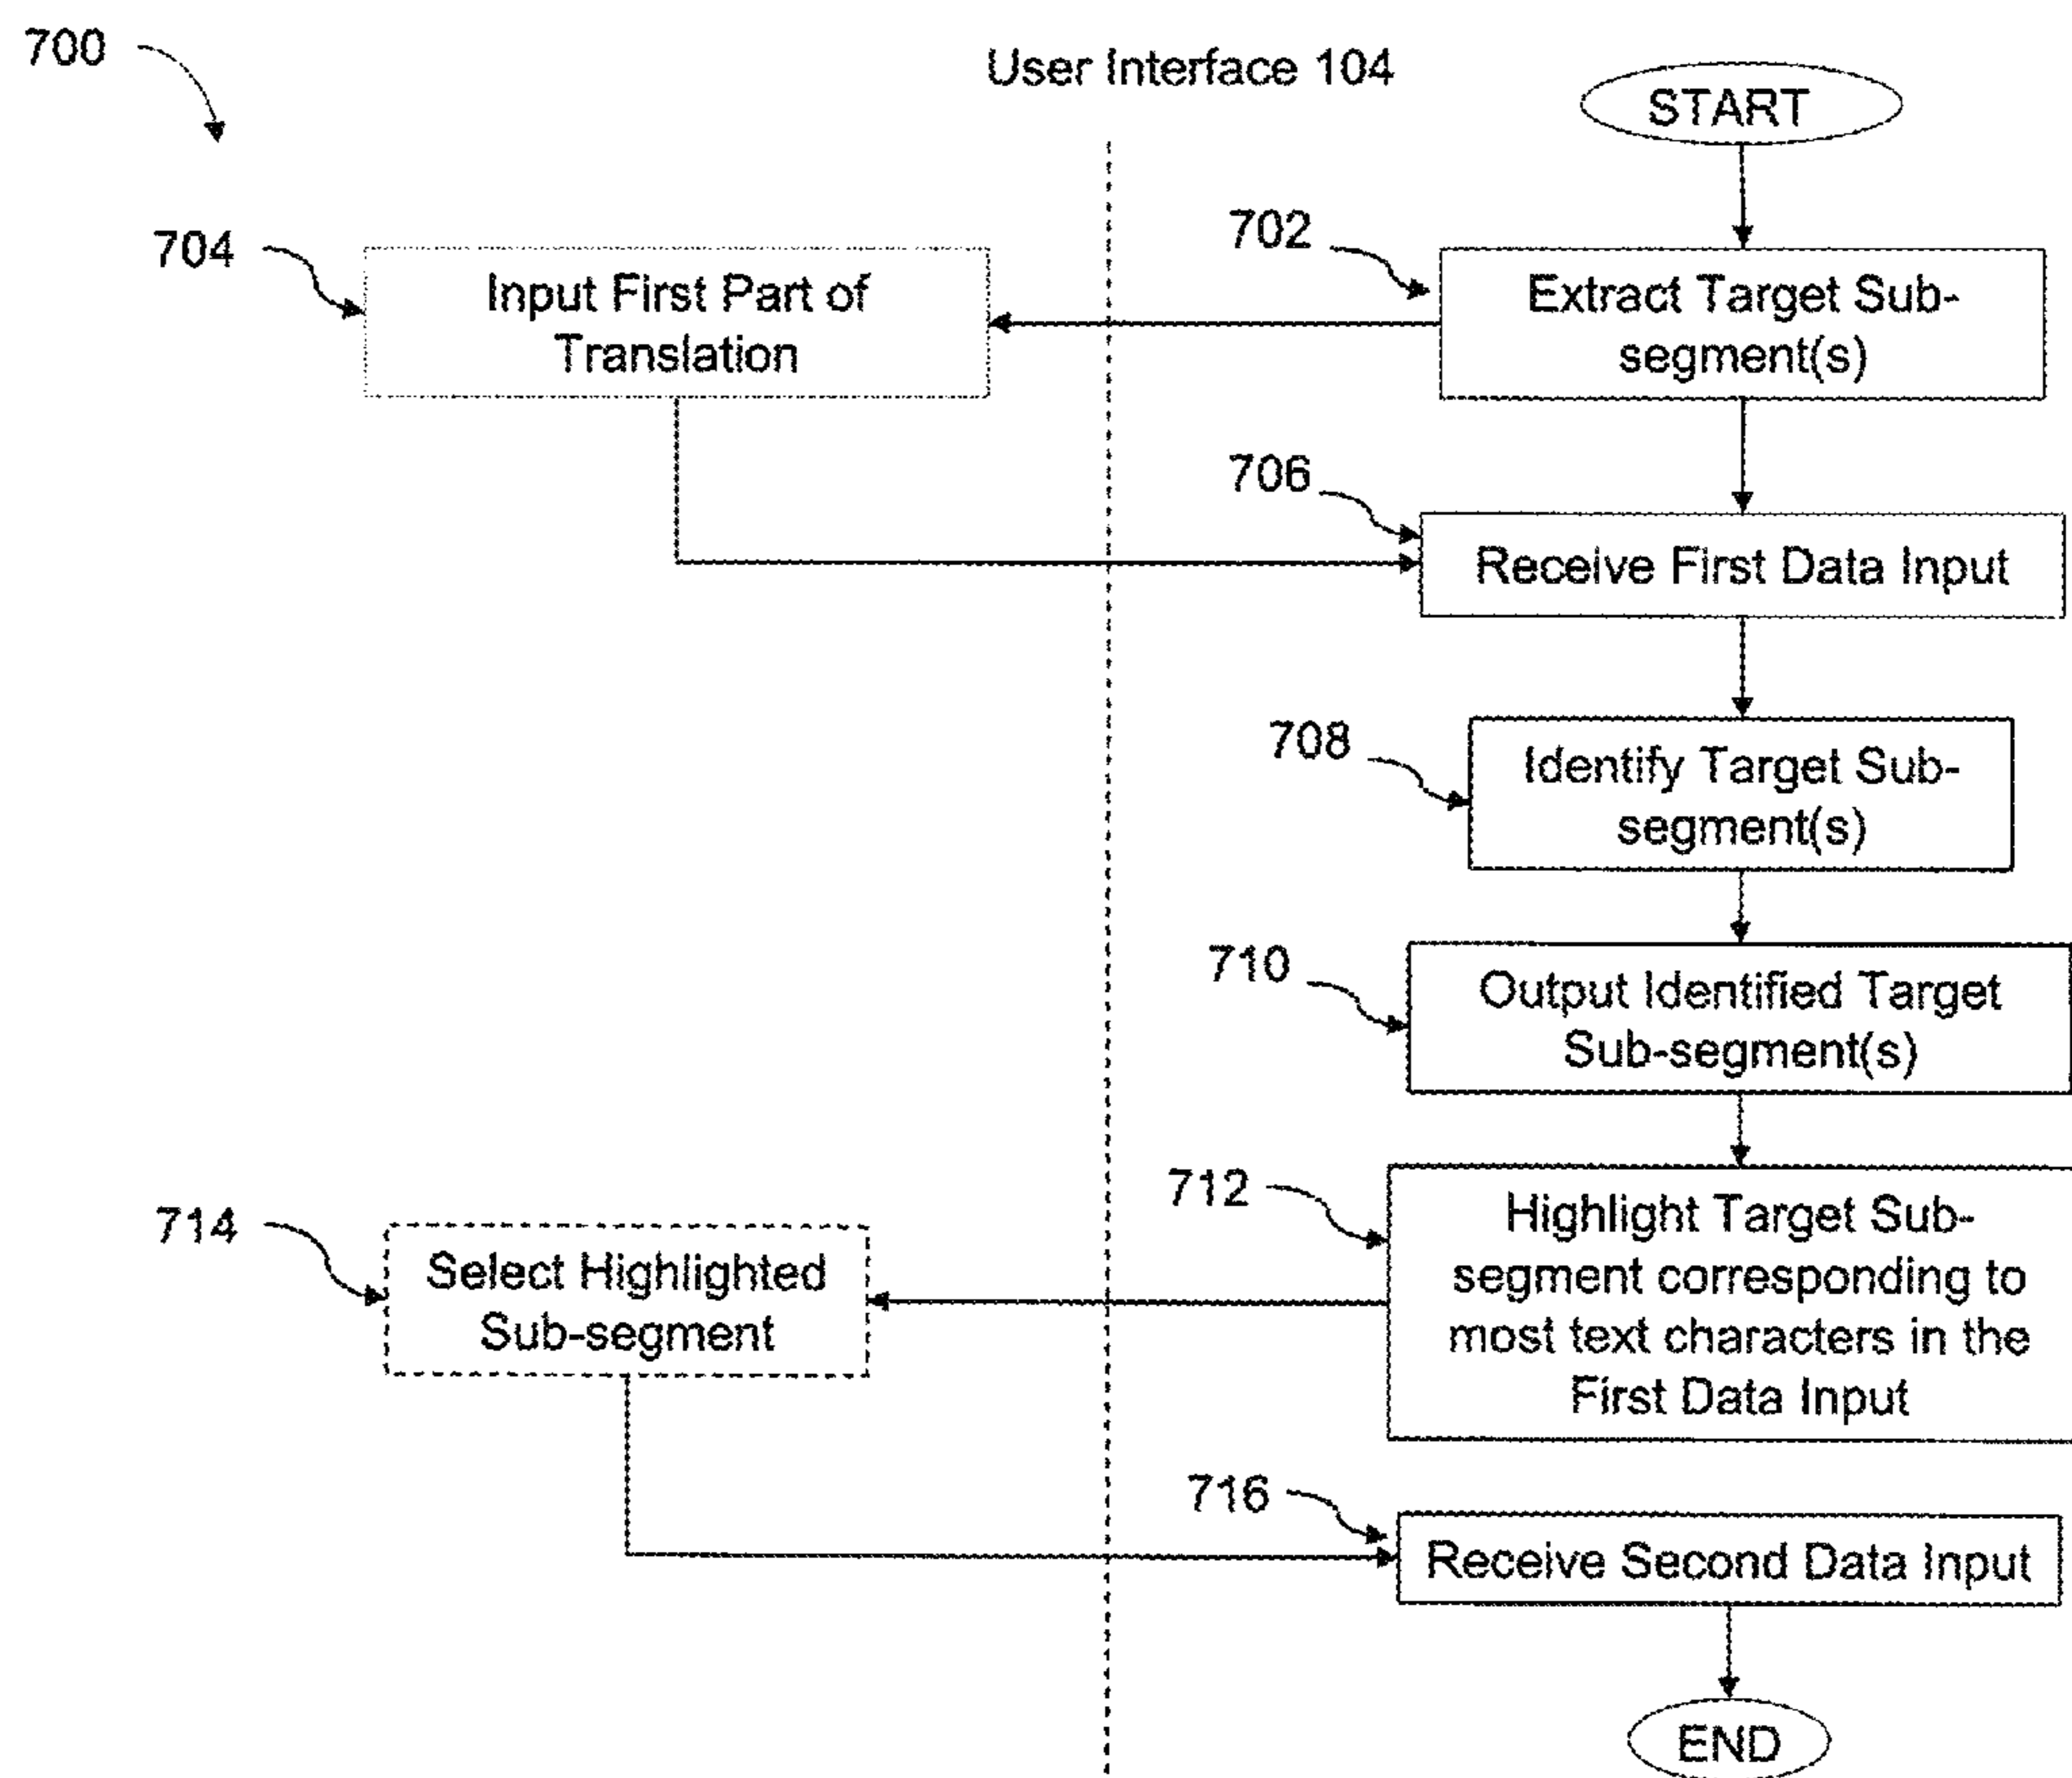 700
User Interface 104
START
702
Extract Target Sub-
segment(s)
704
Input First Part of
Translation
706
Receive First Data Input
708
Identify Target Sub-
segment(s)
710
Output Identified Target
Sub-segment(s)
712
Highlight Target Sub-
segment corresponding to
most text characters in the
First Data Input
714
Select Highlighted
Sub-segment
716
Receive Second Data Input
END